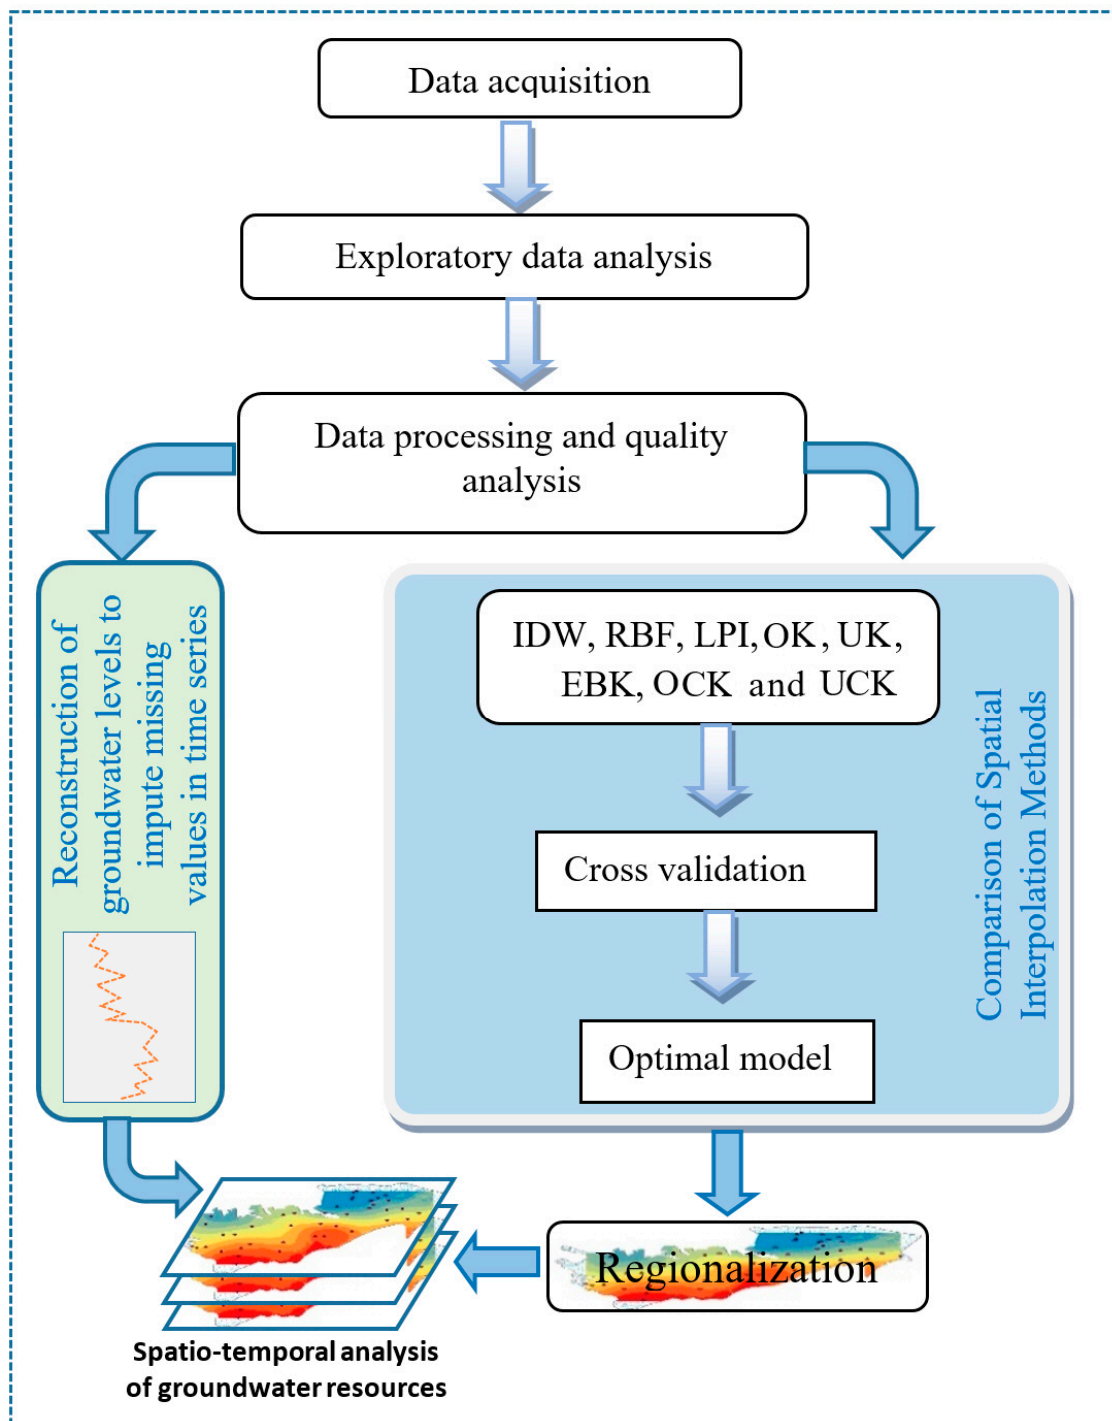 Data acquisition
Exploratory data analysis
Data processing and quality
analysis
Reconstruction of
groundwater levels to
impute missing
values in time series
IDW, RBF, LPI, OK, UK,
EBK, OCK and UCK
Cross validation
Optimal model
Comparison of Spatial
Interpolation Methods
Regionalization
Spatio-temporal analysis
of groundwater resources